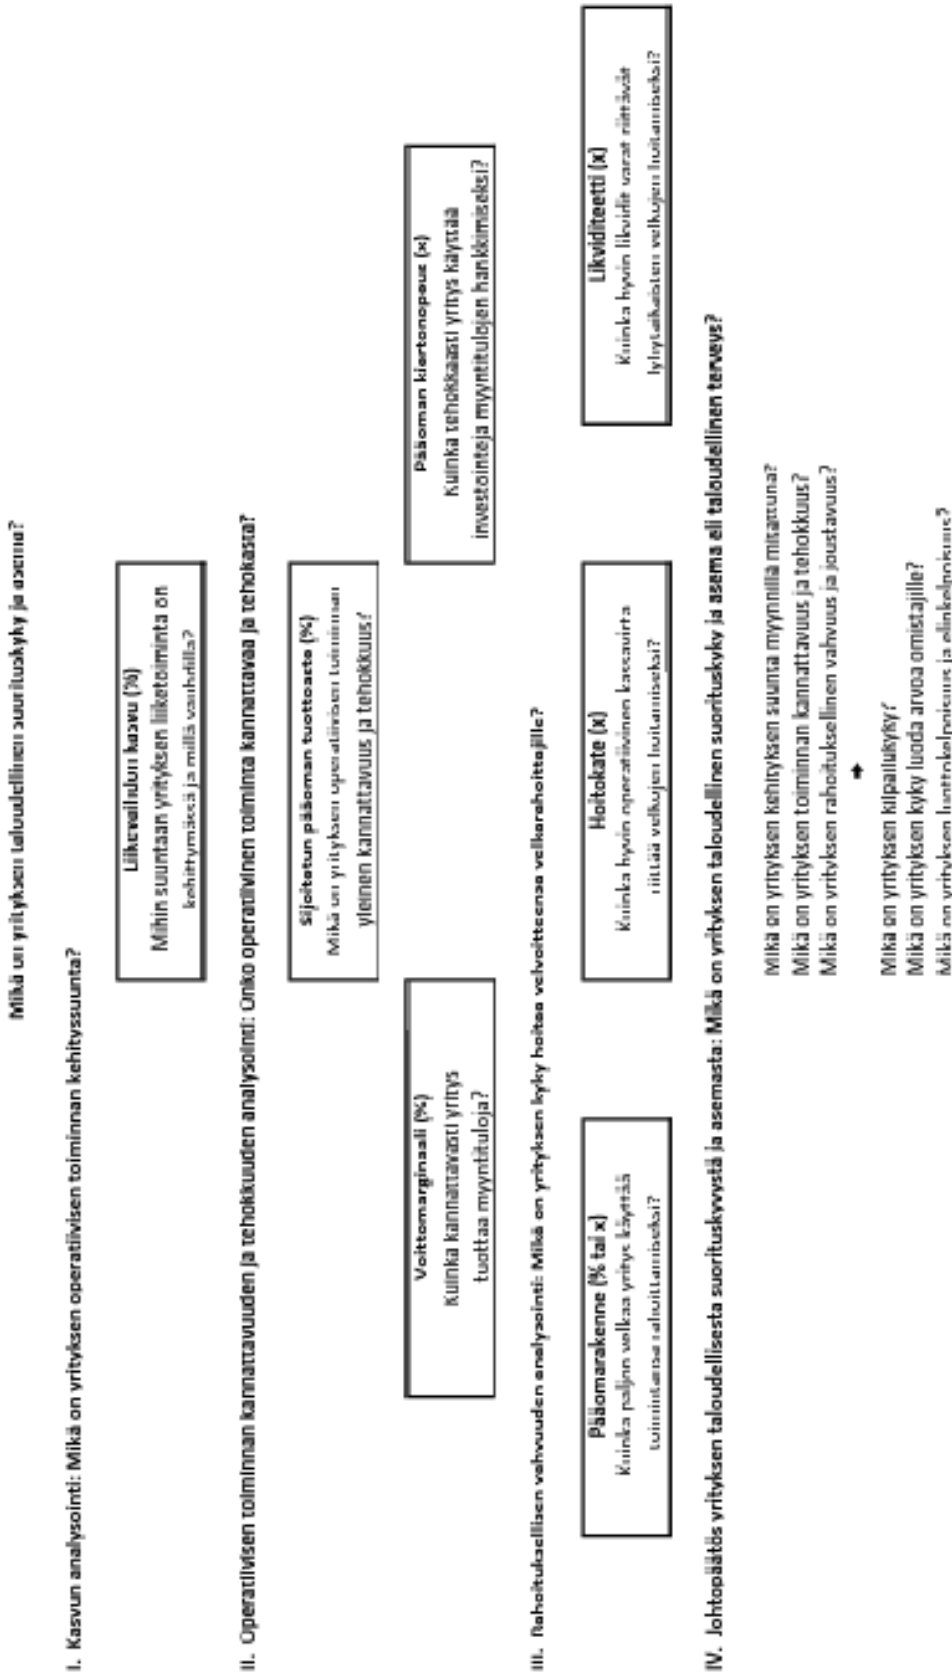 Mikä on yrityksen taloudellinen suorituskyky ja asema?
I. Kasvun analysointi: Mikä on yrityksen operatiivisen toiminnan kehityssuunta?
Liikevaihdon kasvu (%)
Mihin suuntaan yrityksen liiketoiminta on
kehittymässä ja millä vauhdilla?
II. Operatiivisen toiminnan kannattavuuden ja tehokkuuden analysointi: Onko operatiivinen toiminta kannattavaa ja tehokasta?
Sijoitetun pääoman tuottoaste (%)
Mikä on yrityksen operatiivisen toiminnan
yleinen kannattavuus ja tehokkuus?
Voittomarginaali (%)
Kuinka kannattavasti yritys
tuottaa myyntituloja?
Pääoman kiertonopeus (x)
Kuinka tehokkaasti yritys käyttää
investointeja myyntitulojen hankkimiseksi?
III. Rahoituksellisen vahvuuden analysointi: Mikä on yrityksen kyky hoitaa velvoitteensa velkarahoittajille?
Pääomarakenne (% tai x)
Kuinka paljon velkaa yritys käyttää
toimintansa rahoittamiseksi?
Hoitokate (x)
Kuinka hyvin operatiivinen kassavirta
riittää velkojen hoitamiseksi?
Likviditeetti (x)
Kuinka hyvin likvidit varat riittävät
lyhytaikaisten velkojen hoitamiseksi?
IV. Johtopäätös yrityksen taloudellisesta suorituskyvystä ja asemasta: Mikä on yrityksen taloudellinen suorituskyky ja asema eli taloudellinen terveys?
Mikä on yrityksen kehityksen suunta myynnillä mitattuna?
Mikä on yrityksen toiminnan kannattavuus ja tehokkuus?
Mikä on yrityksen rahoituksellinen vahvuus ja joustavuus?
Mikä on yrityksen kilpailukyky?
Mikä on yrityksen kyky luoda arvoa omistajille?
Mikä on yrityksen luottokelpoisuus ja elinkelpoisuus?